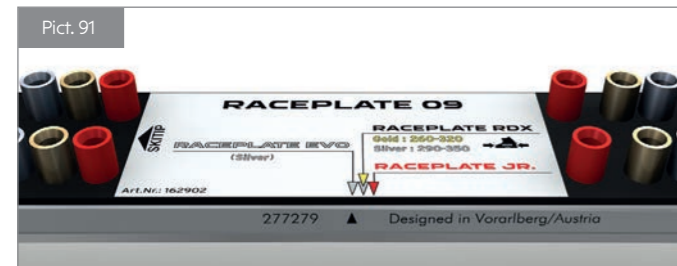 Pict. 91
RACEPLATE 09
SKITIP
RACEPLATE EVO
(Silver)
RACEPLATE RDX
Gold : 260-320
Silver : 290-350
RACEPLATE JR.
Art.Nr.: 162902
277279 Designed in Vorarlberg/Austria